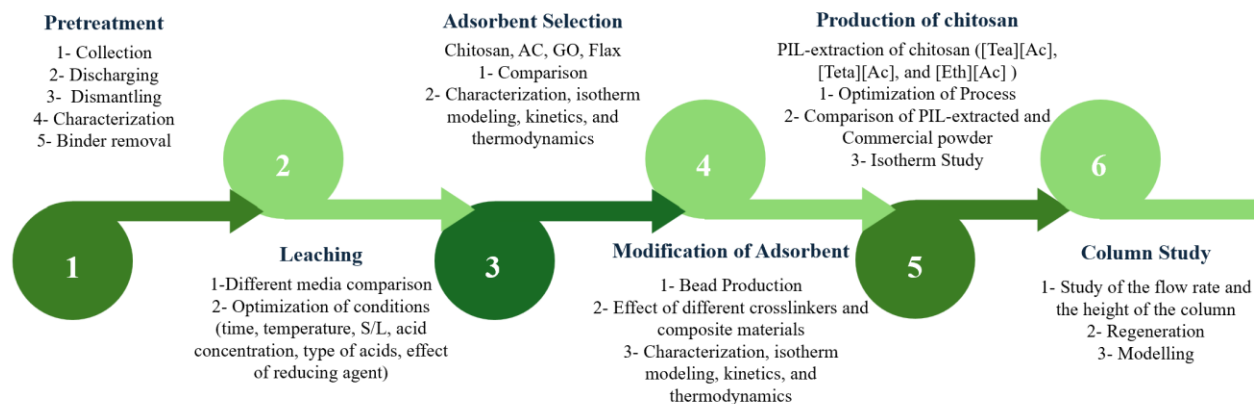 Pretreatment
1- Collection
2- Discharging
3- Dismantling
4- Characterization
5- Binder removal
1
2
Leaching
1-Different media comparison
2- Optimization of conditions
(time, temperature, S/L, acid
concentration, type of acids, effect
of reducing agent)
Adsorbent Selection
Chitosan, AC, GO, Flax
1- Comparison
2- Characterization, isotherm
modeling, kinetics, and
thermodynamics
3
4
Modification of Adsorbent
1- Bead Production
2- Effect of different crosslinkers and
composite materials
3- Characterization, isotherm
modeling, kinetics, and
thermodynamics
Production of chitosan
PIL-extraction of chitosan ([Tea][Ac],
[Teta][Ac], and [Eth][Ac] )
1- Optimization of Process
2- Comparison of PIL-extracted and
Commercial powder
3- Isotherm Study
5
6
Column Study
1- Study of the flow rate and
the height of the column
2- Regeneration
3- Modelling